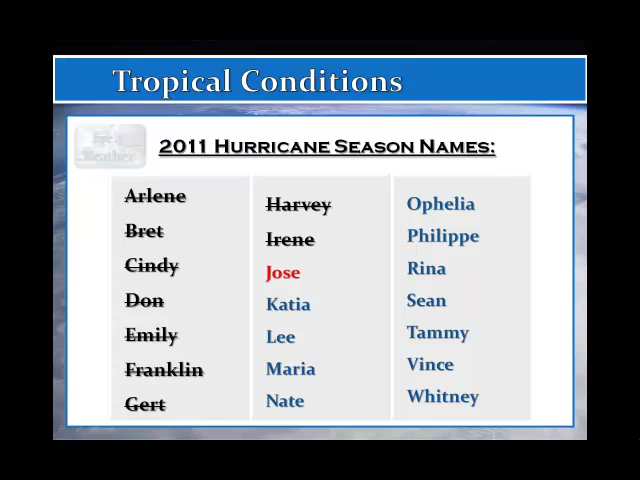 Tropical Conditions
2011 Hurricane Season Names:
Arlene
Bret
Cindy
Don
Emily
Franklin
Gert
Harvey
Irene
Jose
Katia
Lee
Maria
Nate
Ophelia
Philippe
Rina
Sean
Tammy
Vince
Whitney